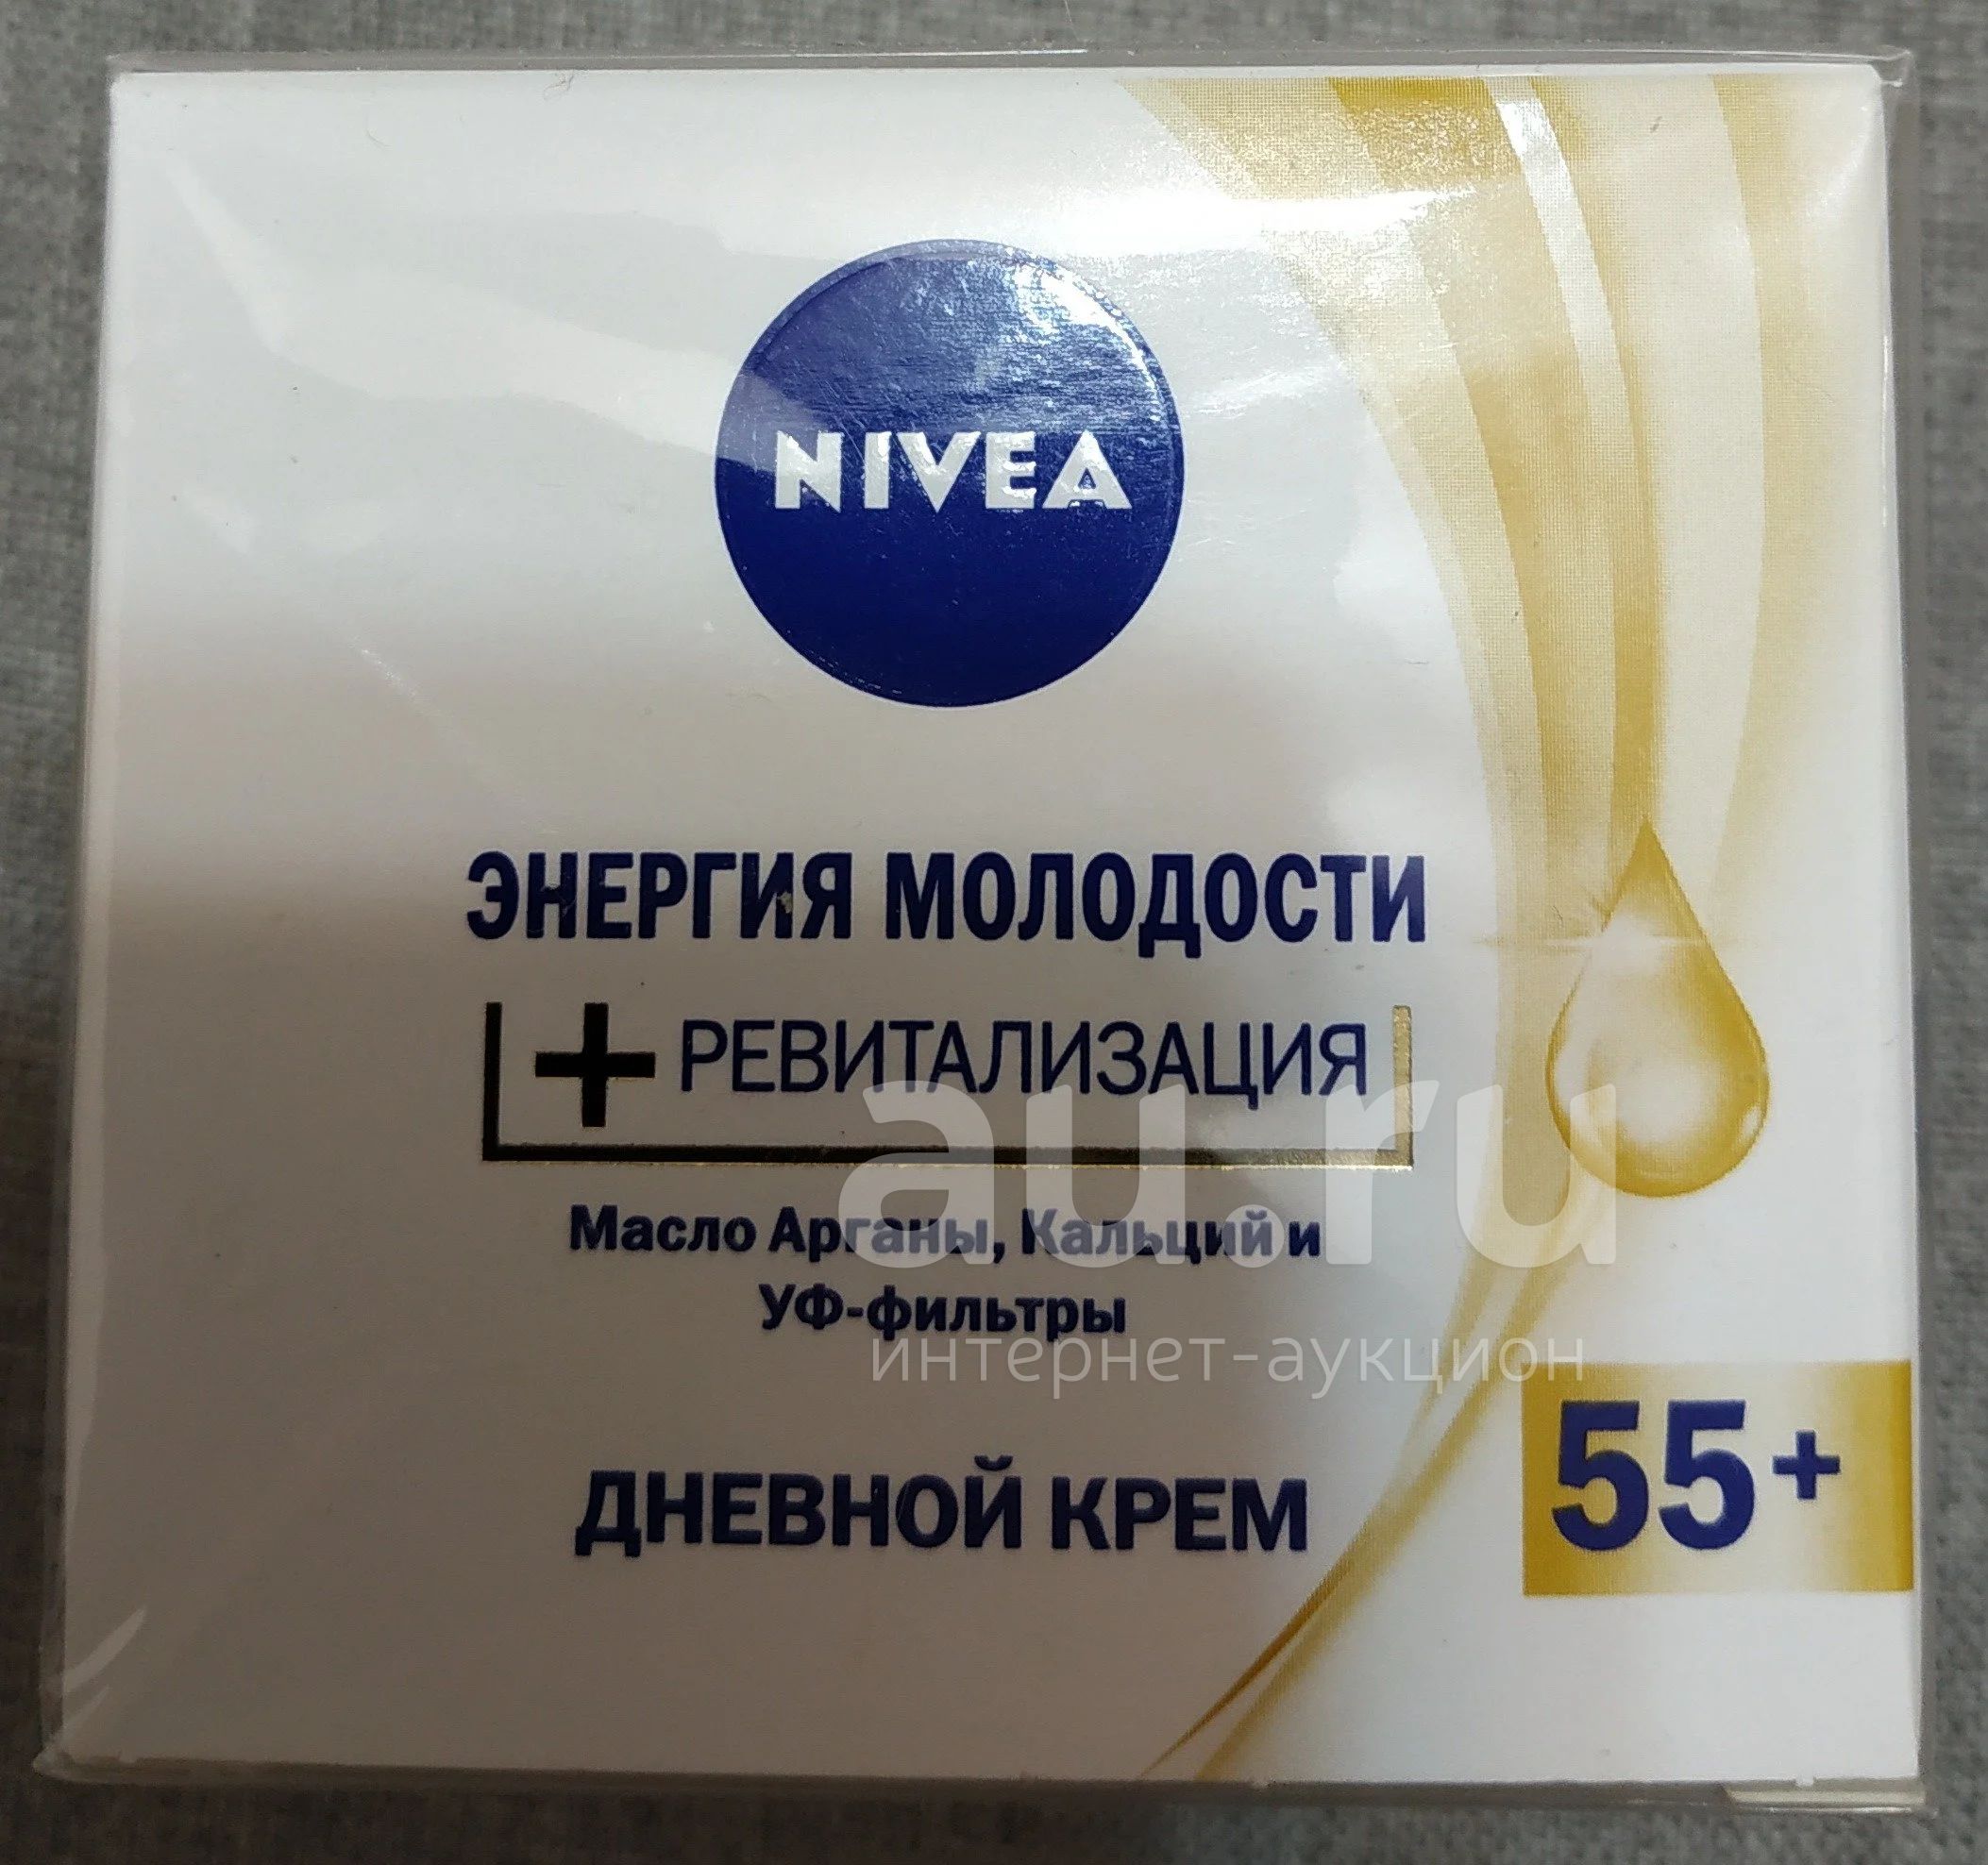 NIVEA
ЭНЕРГИЯ МОЛОДОСТИ
+ РЕВИТАЛИЗАЦИЯ
Масло Арганы, Кальций и
УФ-фильтры
ДНЕВНОЙ КРЕМ
55+
au.ru
интернет-аукцион